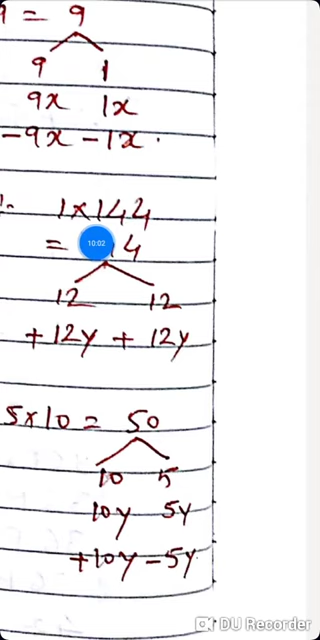 9 = 9
9 1
9x 1x
-9x -1x.
1x144
= 4
12 12
+12y + 12y
5x10 = 50
10 5
10y 5y
+10y -5y
10:02
DU Recorder